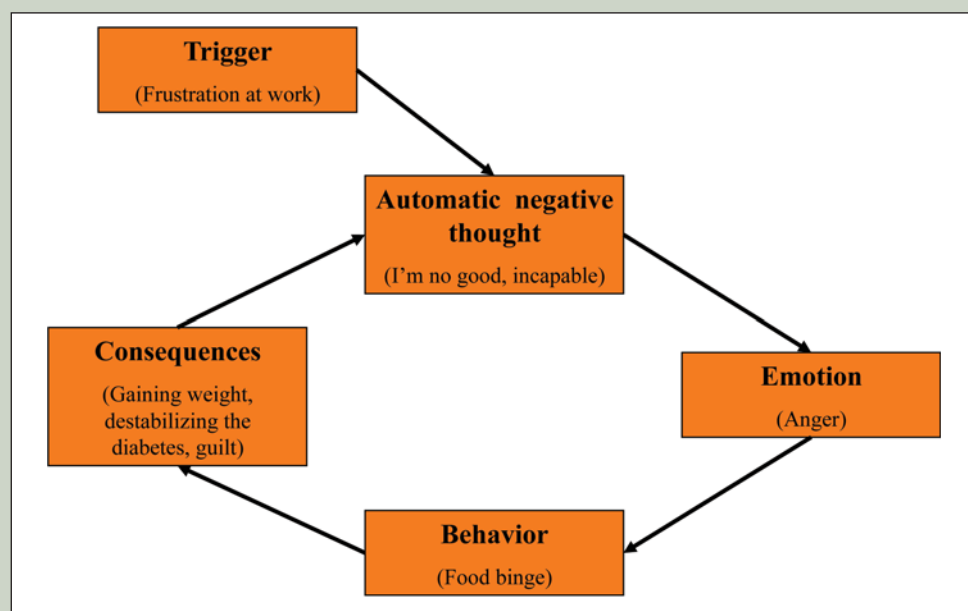 Trigger
(Frustration at work)
Automatic negative
thought
(I'm no good, incapable)
Consequences
(Gaining weight,
destabilizing the
diabetes, guilt)
Emotion
(Anger)
Behavior
(Food binge)